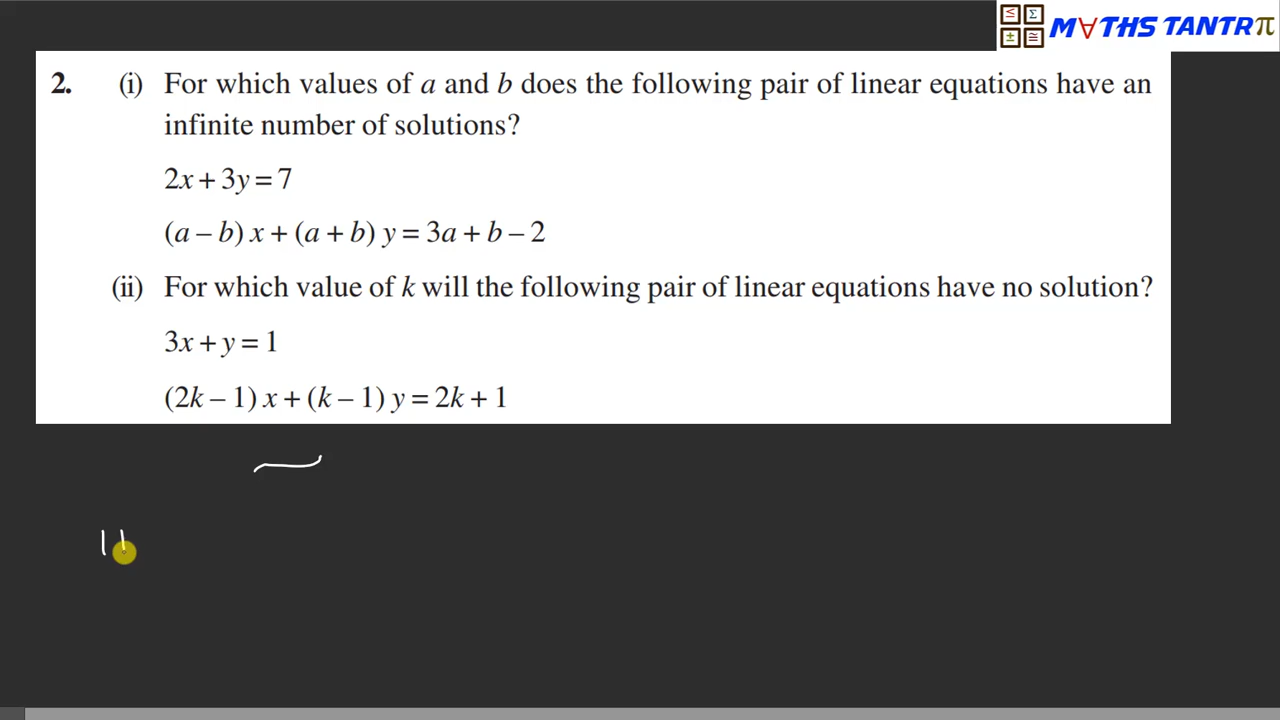 M∀THS TANTRπ
2. (i) For which values of a and b does the following pair of linear equations have an
infinite number of solutions?
2x + 3y = 7
(a – b) x + (a + b) y = 3a + b – 2
(ii) For which value of k will the following pair of linear equations have no solution?
3x + y = 1
(2k – 1) x + (k – 1) y = 2k + 1